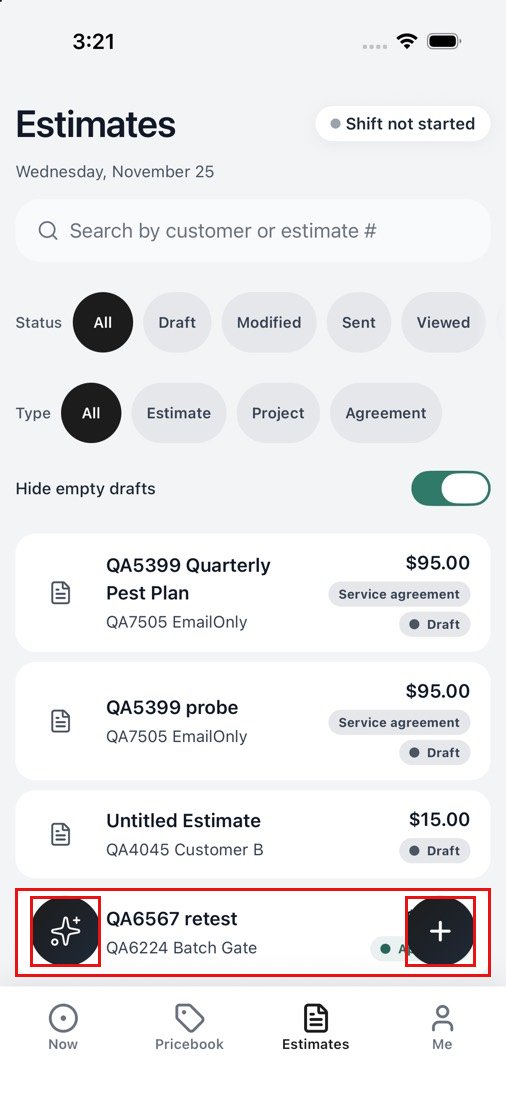 3:21
Estimates
Shift not started
Wednesday, November 25
Search by customer or estimate #
Status All Draft Modified Sent Viewed
Type All Estimate Project Agreement
Hide empty drafts
QA5399 Quarterly
Pest Plan
QA7505 EmailOnly
$95.00
Service agreement
Draft
QA5399 probe
QA7505 EmailOnly
$95.00
Service agreement
Draft
Untitled Estimate
QA4045 Customer B
$15.00
Draft
QA6567 retest
QA6224 Batch Gate
Now Pricebook Estimates Me